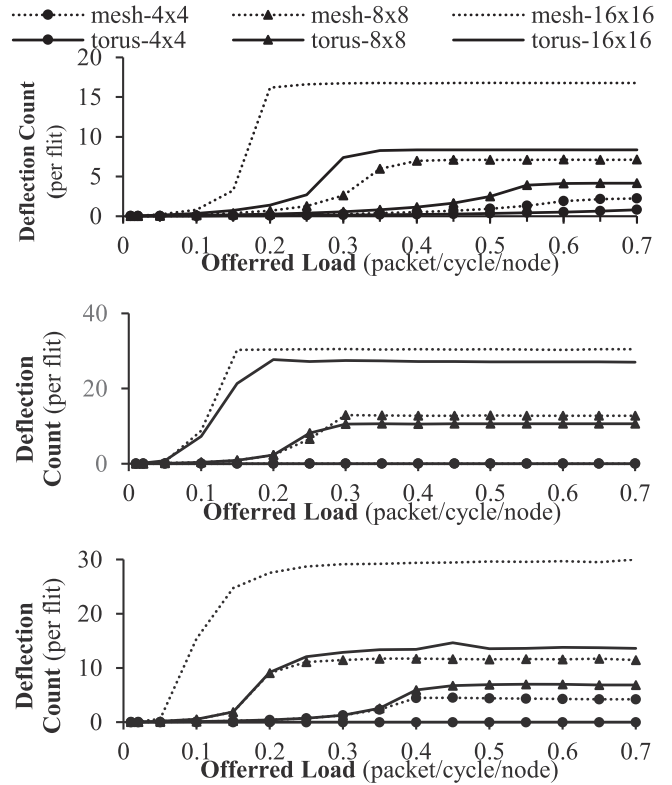 mesh-4x4 mesh-8x8 mesh-16x16
torus-4x4 torus-8x8 torus-16x16
Deflection Count
(per flit)
20
15
10
5
0
0 0.1 0.2 0.3 0.4 0.5 0.6 0.7
Offerred Load (packet/cycle/node)
Deflection
Count (per flit)
40
20
0
0 0.1 0.2 0.3 0.4 0.5 0.6 0.7
Offerred Load (packet/cycle/node)
Deflection
Count (per flit)
30
20
10
0
0 0.1 0.2 0.3 0.4 0.5 0.6 0.7
Offerred Load (packet/cycle/node)